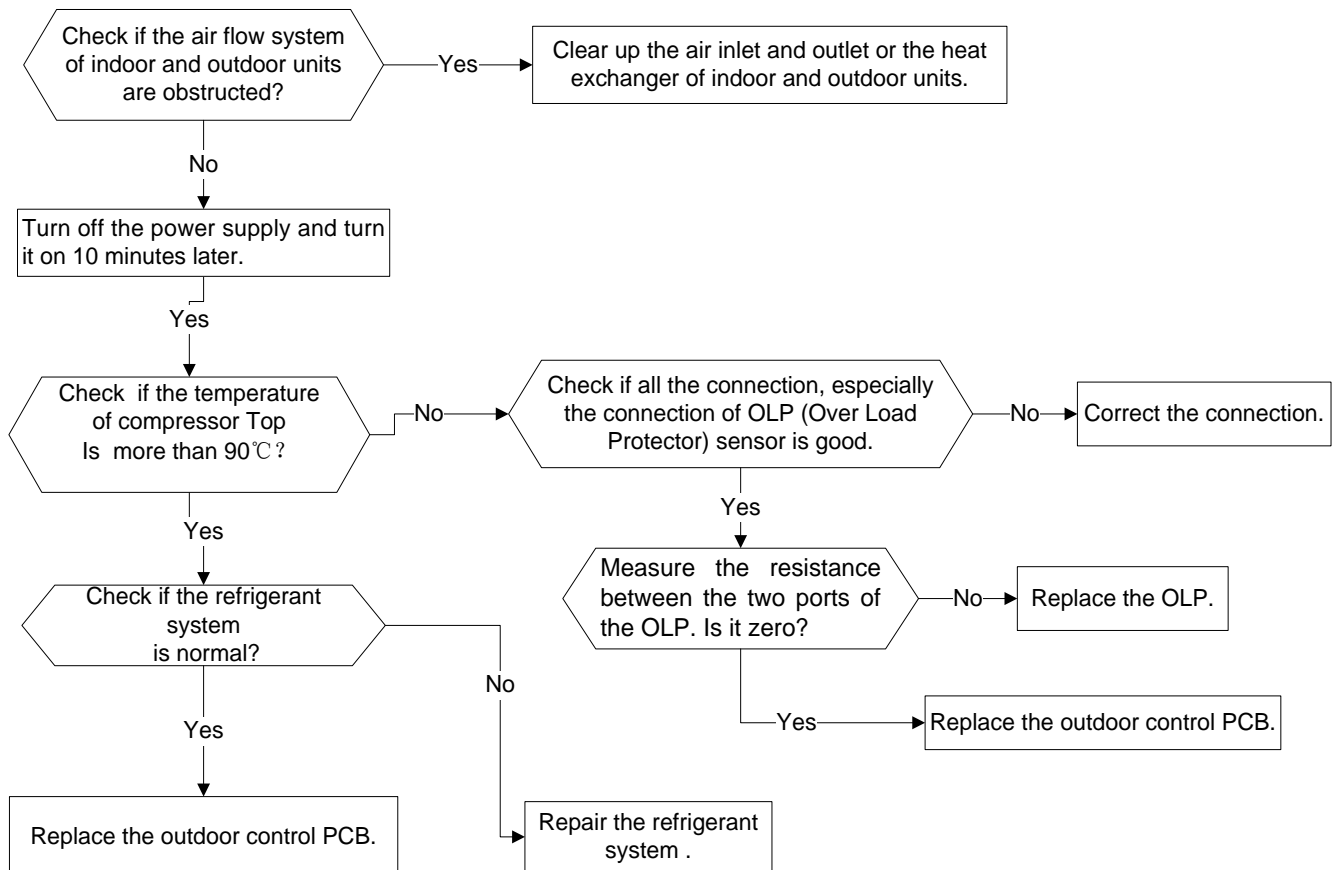 Check if the air flow system
of indoor and outdoor units
are obstructed?
Yes
Clear up the air inlet and outlet or the heat
exchanger of indoor and outdoor units.
No
Turn off the power supply and turn
it on 10 minutes later.
Yes
Check if the temperature
of compressor Top
Is more than 90℃?
No
Check if all the connection, especially
the connection of OLP (Over Load
Protector) sensor is good.
No
Correct the connection.
Yes
Yes
Measure the resistance
between the two ports of
the OLP. Is it zero?
No
Replace the OLP.
Check if the refrigerant
system
is normal?
No
Yes
Yes
Replace the outdoor control PCB.
Replace the outdoor control PCB.
Repair the refrigerant
system .